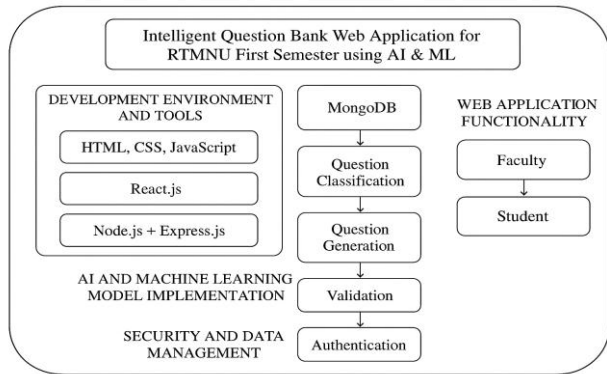 Intelligent Question Bank Web Application for
RTMNU First Semester using AI & ML
DEVELOPMENT ENVIRONMENT
AND TOOLS
HTML, CSS, JavaScript
React.js
Node.js + Express.js
AI AND MACHINE LEARNING
MODEL IMPLEMENTATION
SECURITY AND DATA
MANAGEMENT
MongoDB
Question
Classification
Question
Generation
Validation
Authentication
WEB APPLICATION
FUNCTIONALITY
Faculty
Student